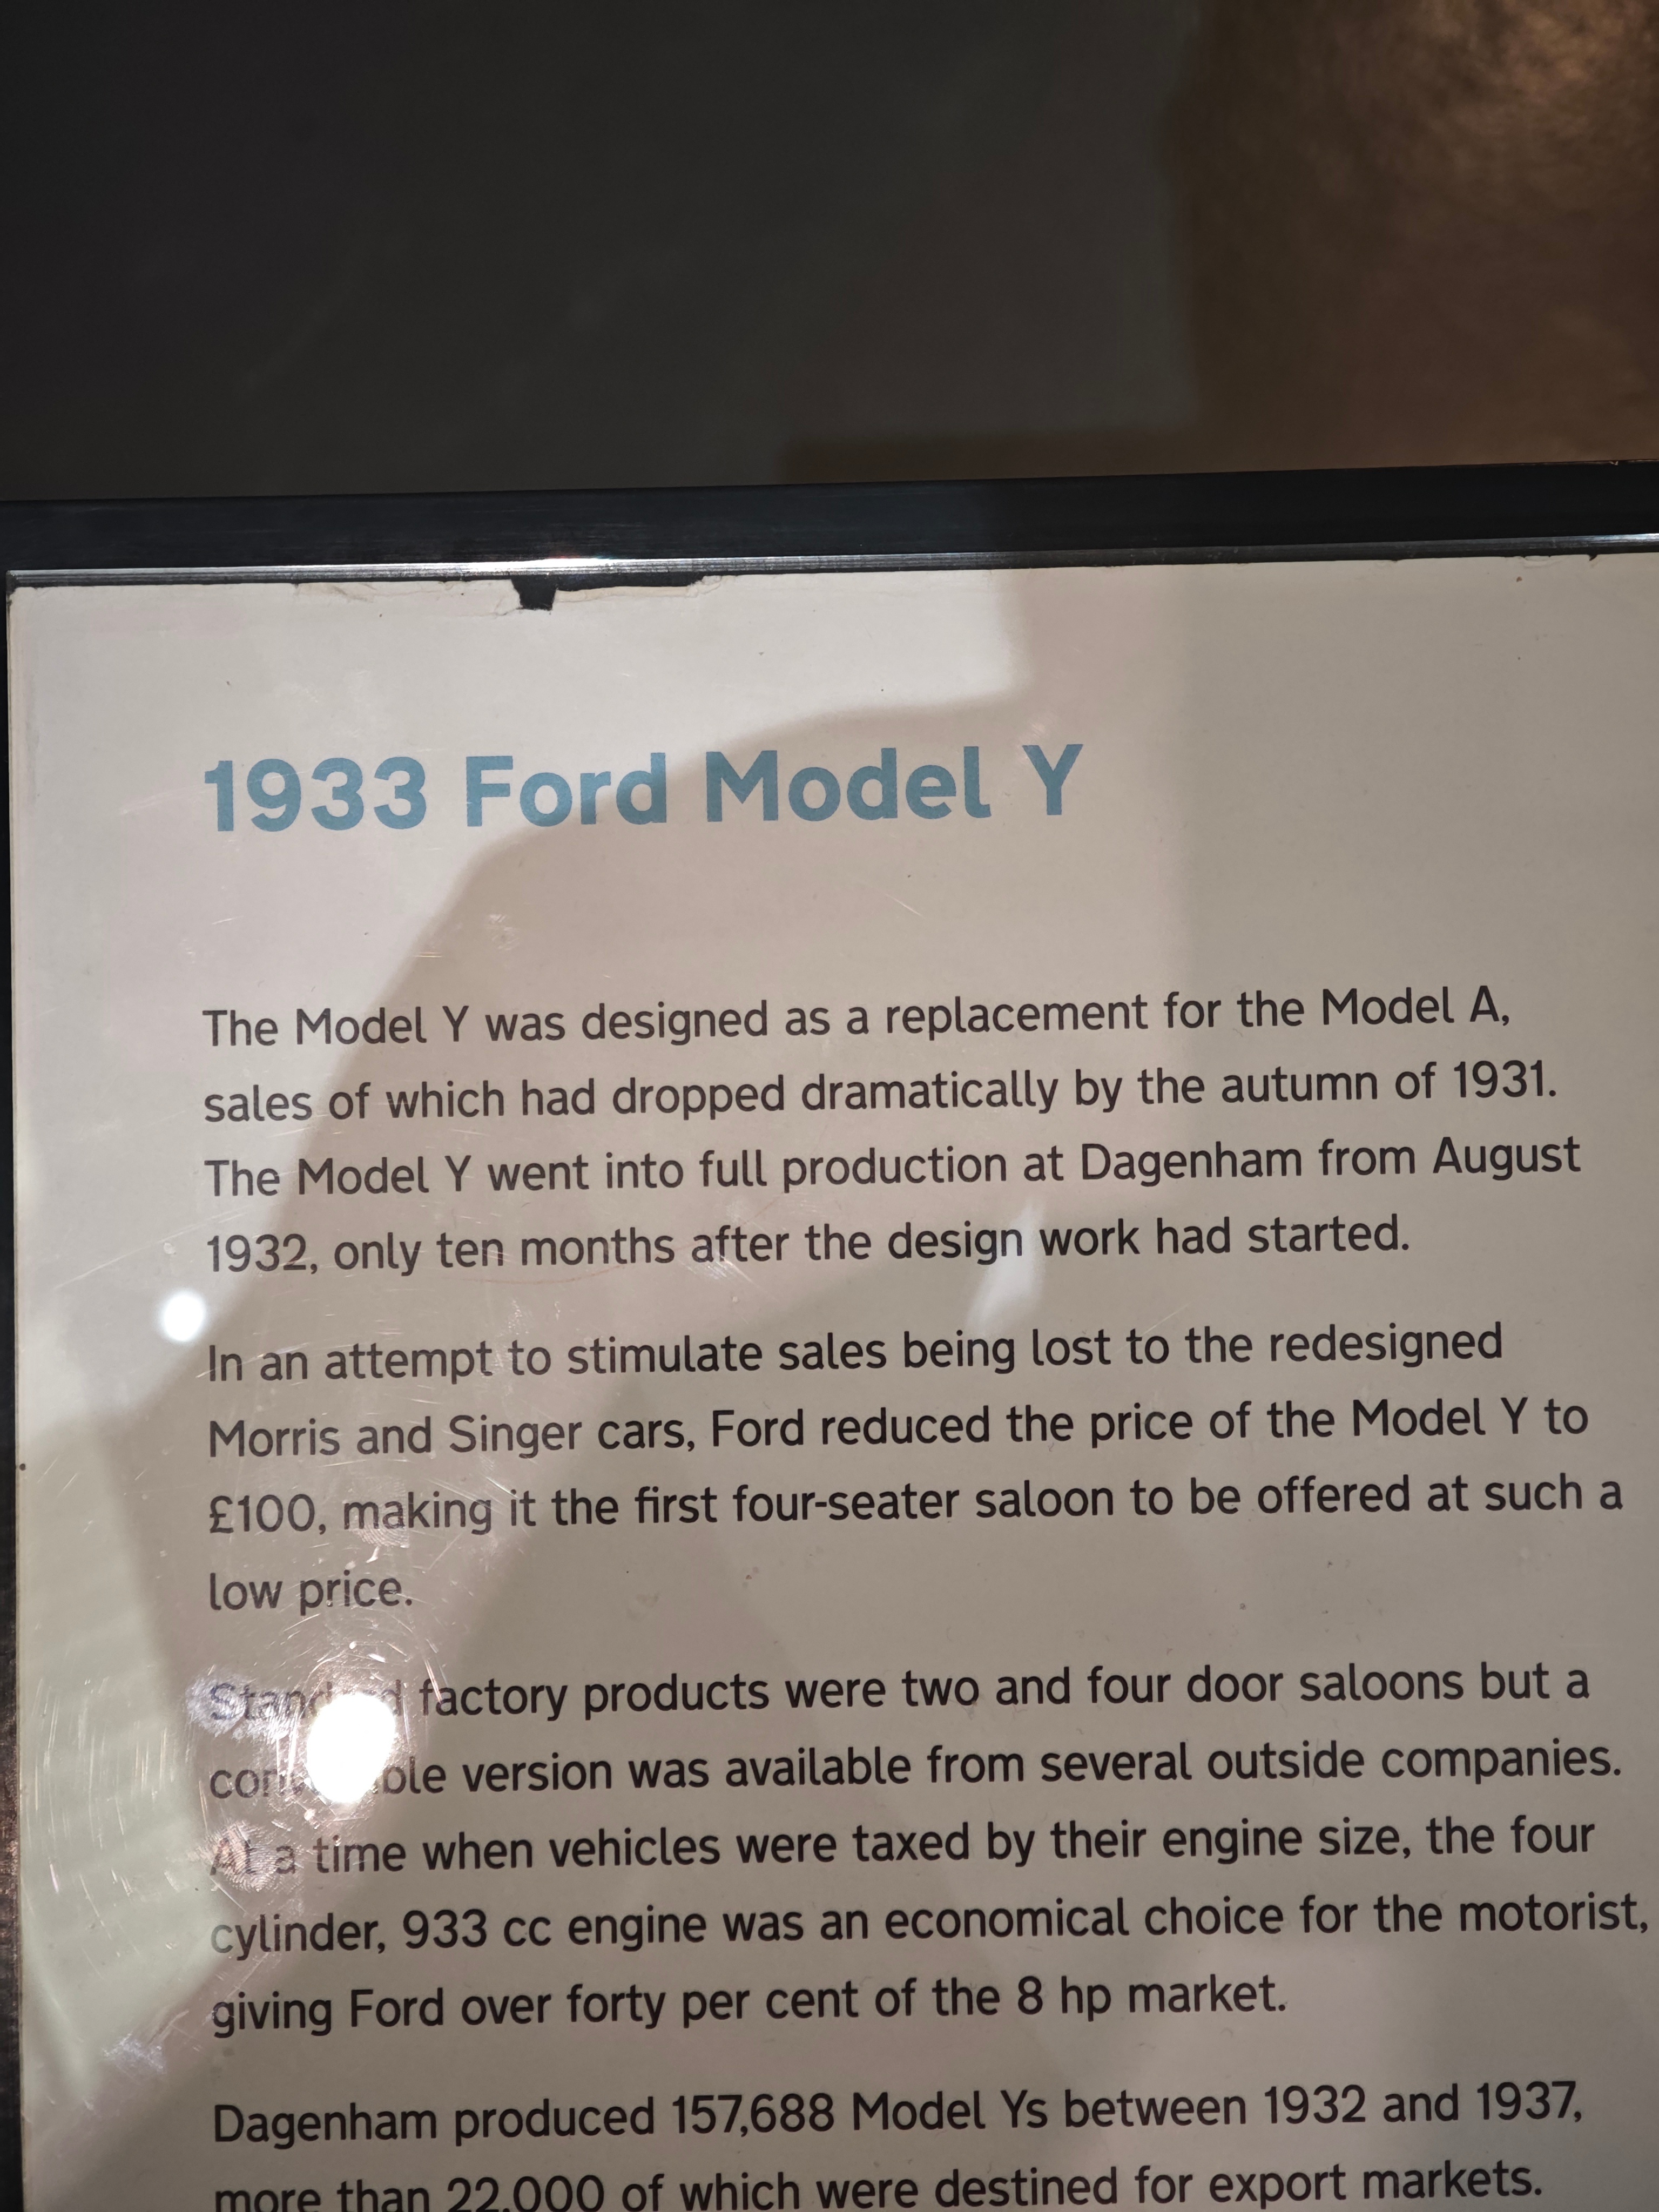 1933 Ford Model Y
The Model Y was designed as a replacement for the Model A,
sales of which had dropped dramatically by the autumn of 1931.
The Model Y went into full production at Dagenham from August
1932, only ten months after the design work had started.
In an attempt to stimulate sales being lost to the redesigned
Morris and Singer cars, Ford reduced the price of the Model Y to
£100, making it the first four-seater saloon to be offered at such a
low price.
factory products were two and four door saloons but a
version was available from several outside companies.
At a time when vehicles were taxed by their engine size, the four
cylinder, 933 cc engine was an economical choice for the motorist,
giving Ford over forty per cent of the 8 hp market.
Dagenham produced 157,688 Model Ys between 1932 and 1937,
more than 22,000 of which were destined for export markets.